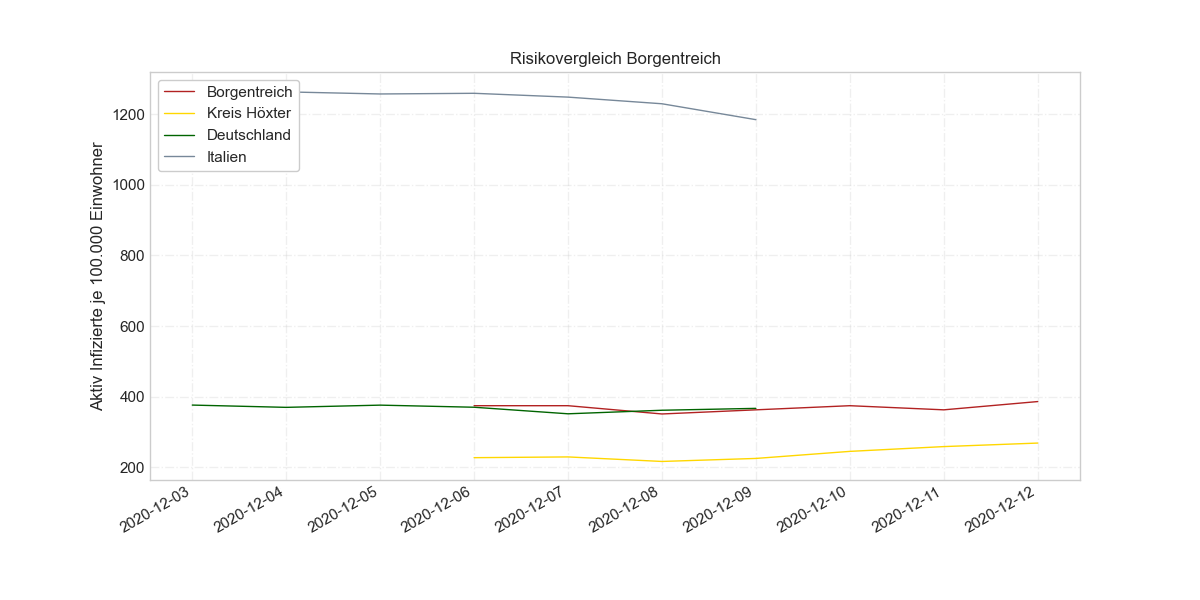 Risikovergleich Borgentreich
Borgentreich
Kreis Höxter
Deutschland
Italien
Aktiv Infizierte je 100.000 Einwohner
1200
1000
800
600
400
200
2020-12-03
2020-12-04
2020-12-05
2020-12-06
2020-12-07
2020-12-08
2020-12-09
2020-12-10
2020-12-11
2020-12-12